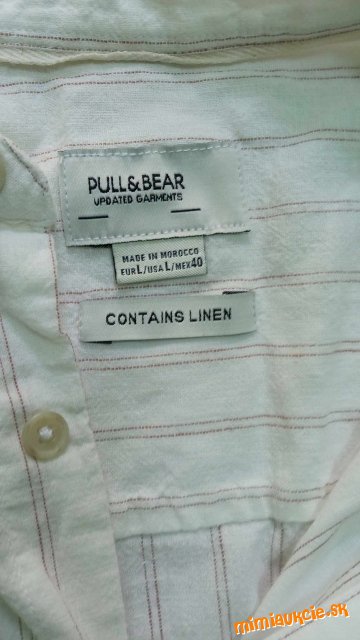 PULL&BEAR
UPDATED GARMENTS
MADE IN MOROCCO
EUR L/USA L/MEX 40
CONTAINS LINEN
mimiaukcie.sk